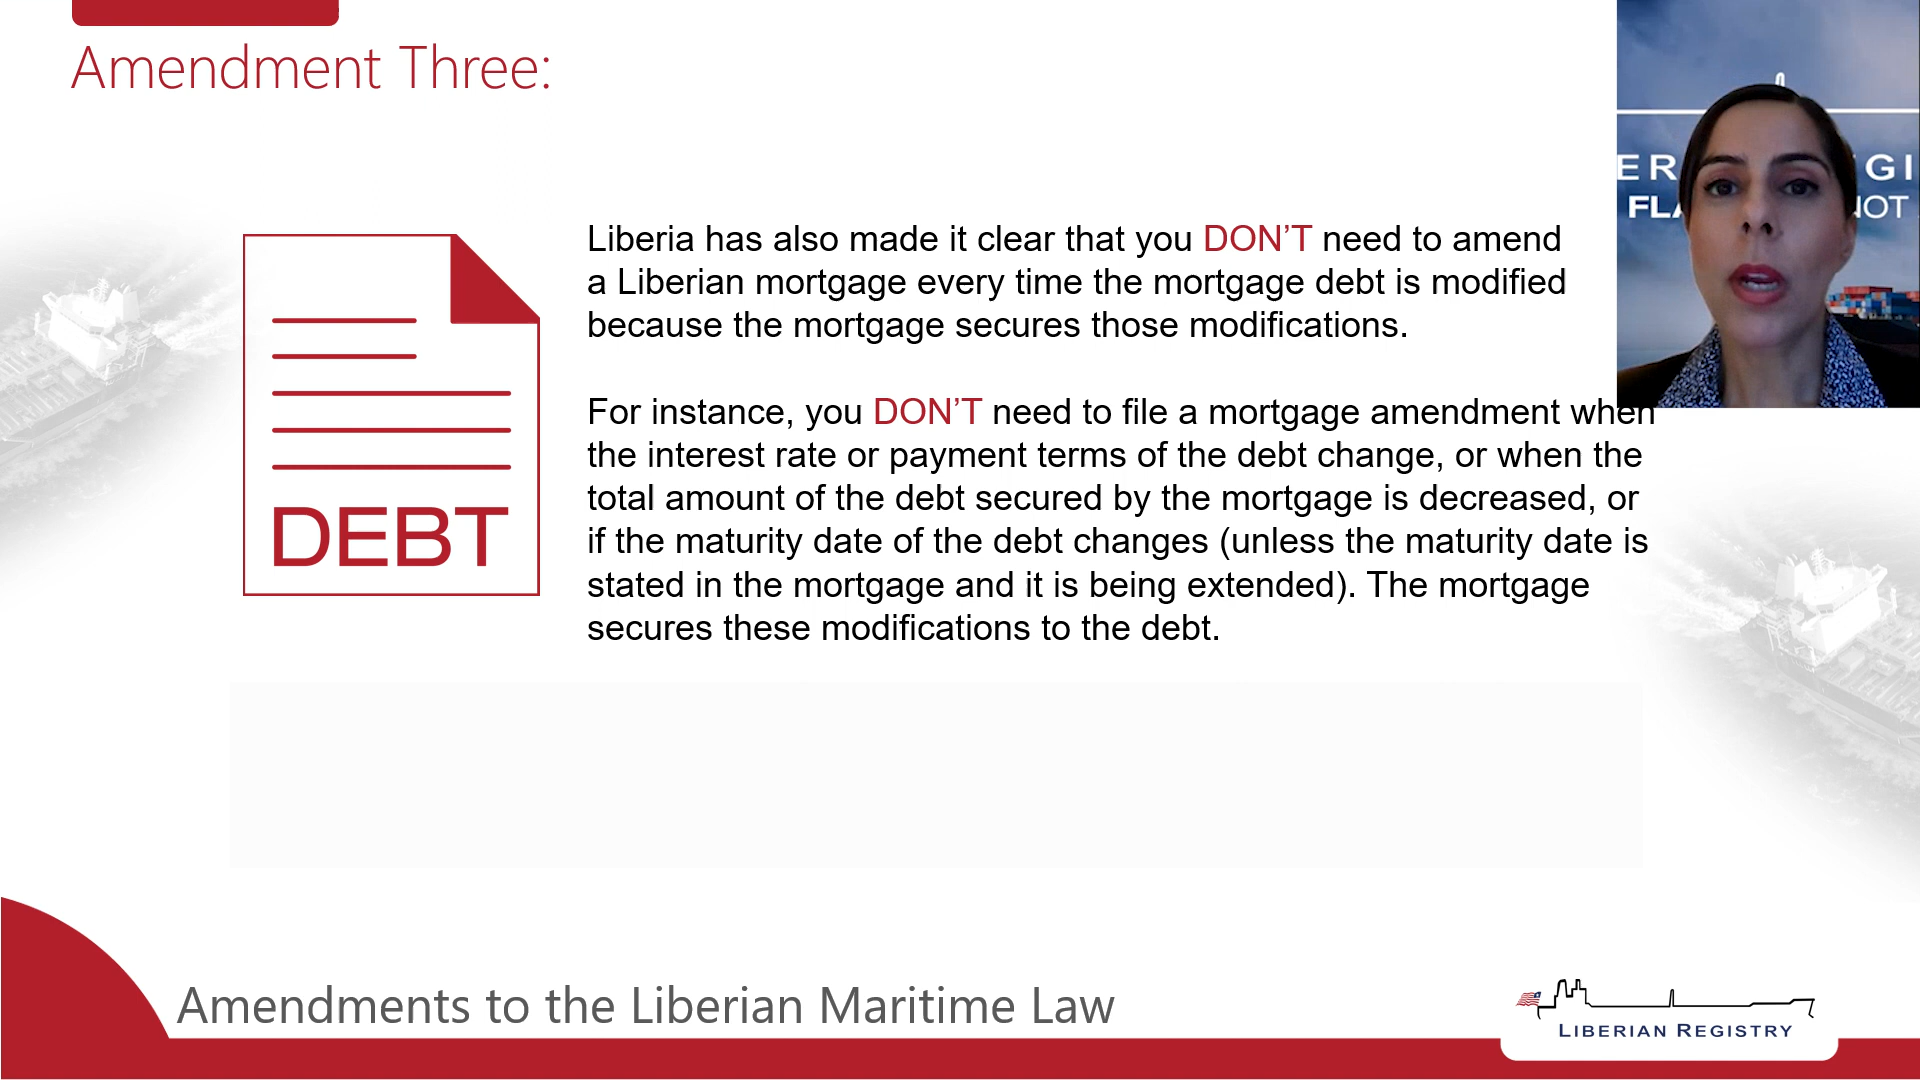 Amendment Three:
ER GI
FLA NOT
Liberia has also made it clear that you DON’T need to amend
a Liberian mortgage every time the mortgage debt is modified
because the mortgage secures those modifications.
For instance, you DON’T need to file a mortgage amendment when
the interest rate or payment terms of the debt change, or when the
total amount of the debt secured by the mortgage is decreased, or
if the maturity date of the debt changes (unless the maturity date is
stated in the mortgage and it is being extended). The mortgage
secures these modifications to the debt.
DEBT
Amendments to the Liberian Maritime Law
LIBERIAN REGISTRY